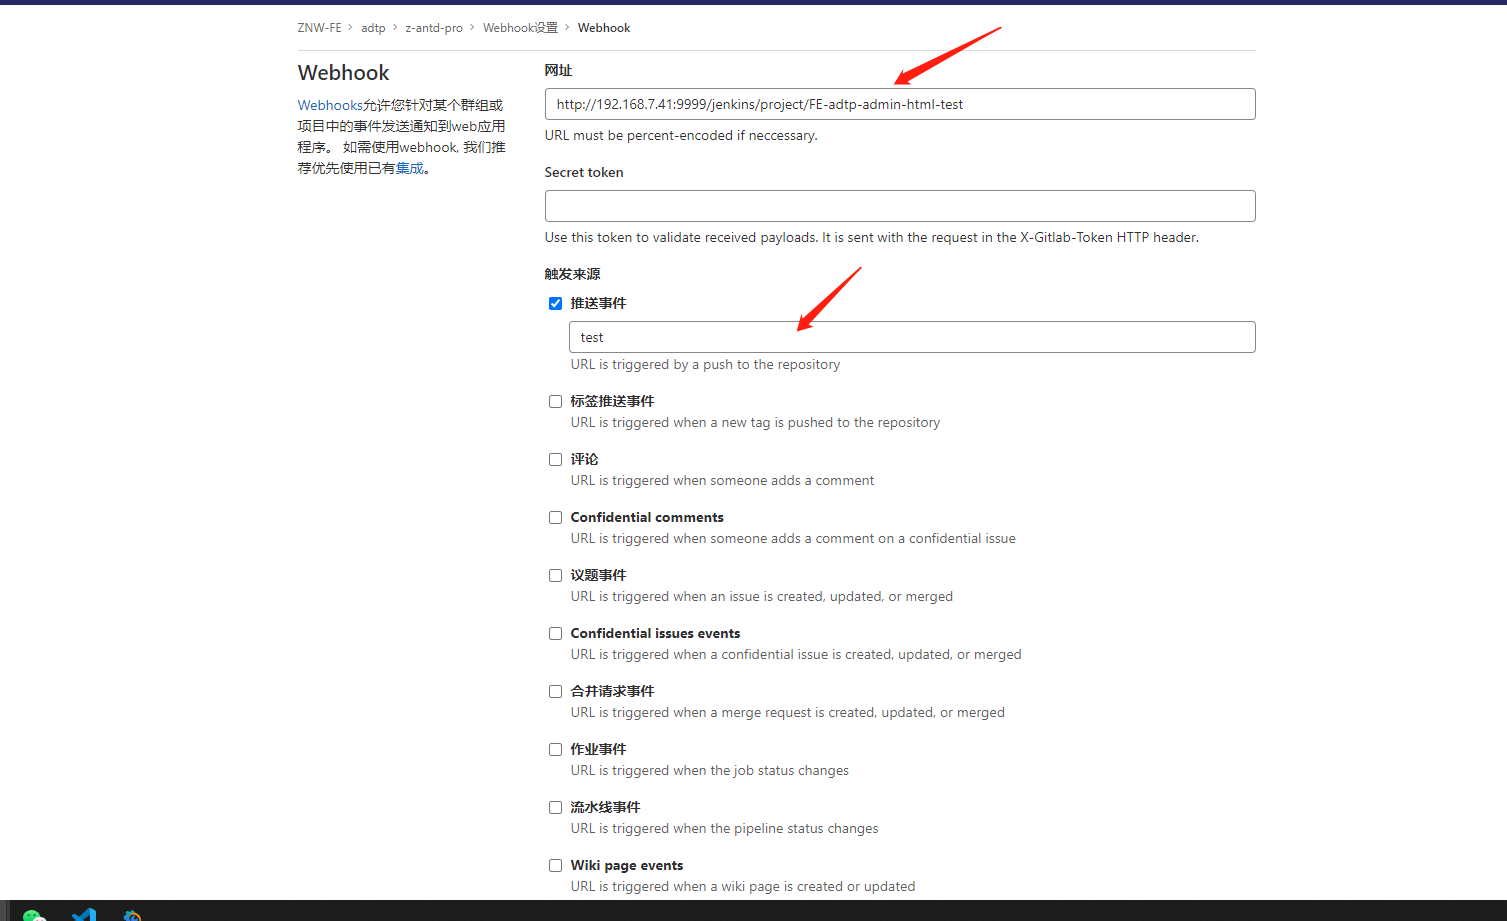 ZNW-FE > adtp > z-antd-pro > Webhook设置 > Webhook
Webhook
Webhooks允许您针对某个群组或
项目中的事件发送通知到web应用
程序。 如需使用webhook, 我们推
荐优先使用已有集成。
网址
http://192.168.7.41:9999/jenkins/project/FE-adtp-admin-html-test
URL must be percent-encoded if neccessary.
Secret token
Use this token to validate received payloads. It is sent with the request in the X-Gitlab-Token HTTP header.
触发来源
推送事件
test
URL is triggered by a push to the repository
标签推送事件
URL is triggered when a new tag is pushed to the repository
评论
URL is triggered when someone adds a comment
Confidential comments
URL is triggered when someone adds a comment on a confidential issue
议题事件
URL is triggered when an issue is created, updated, or merged
Confidential issues events
URL is triggered when a confidential issue is created, updated, or merged
合并请求事件
URL is triggered when a merge request is created, updated, or merged
作业事件
URL is triggered when the job status changes
流水线事件
URL is triggered when the pipeline status changes
Wiki page events
URL is triggered when a wiki page is created or updated